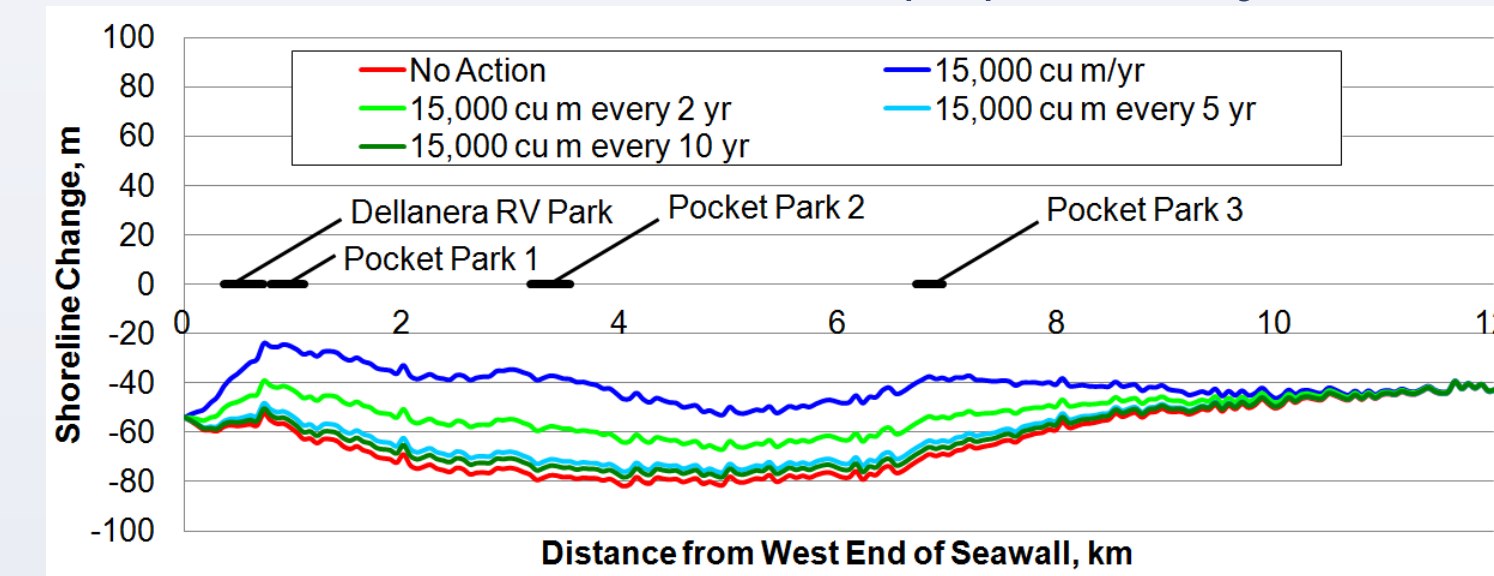 100
80
60
40
20
0
-20
-40
-60
-80
-100
Shoreline Change, m
No Action
15,000 cu m/yr
15,000 cu m every 2 yr
15,000 cu m every 5 yr
15,000 cu m every 10 yr
Dellanera RV Park
Pocket Park 2
Pocket Park 3
Pocket Park 1
0 2 4 6 8 10
Distance from West End of Seawall, km